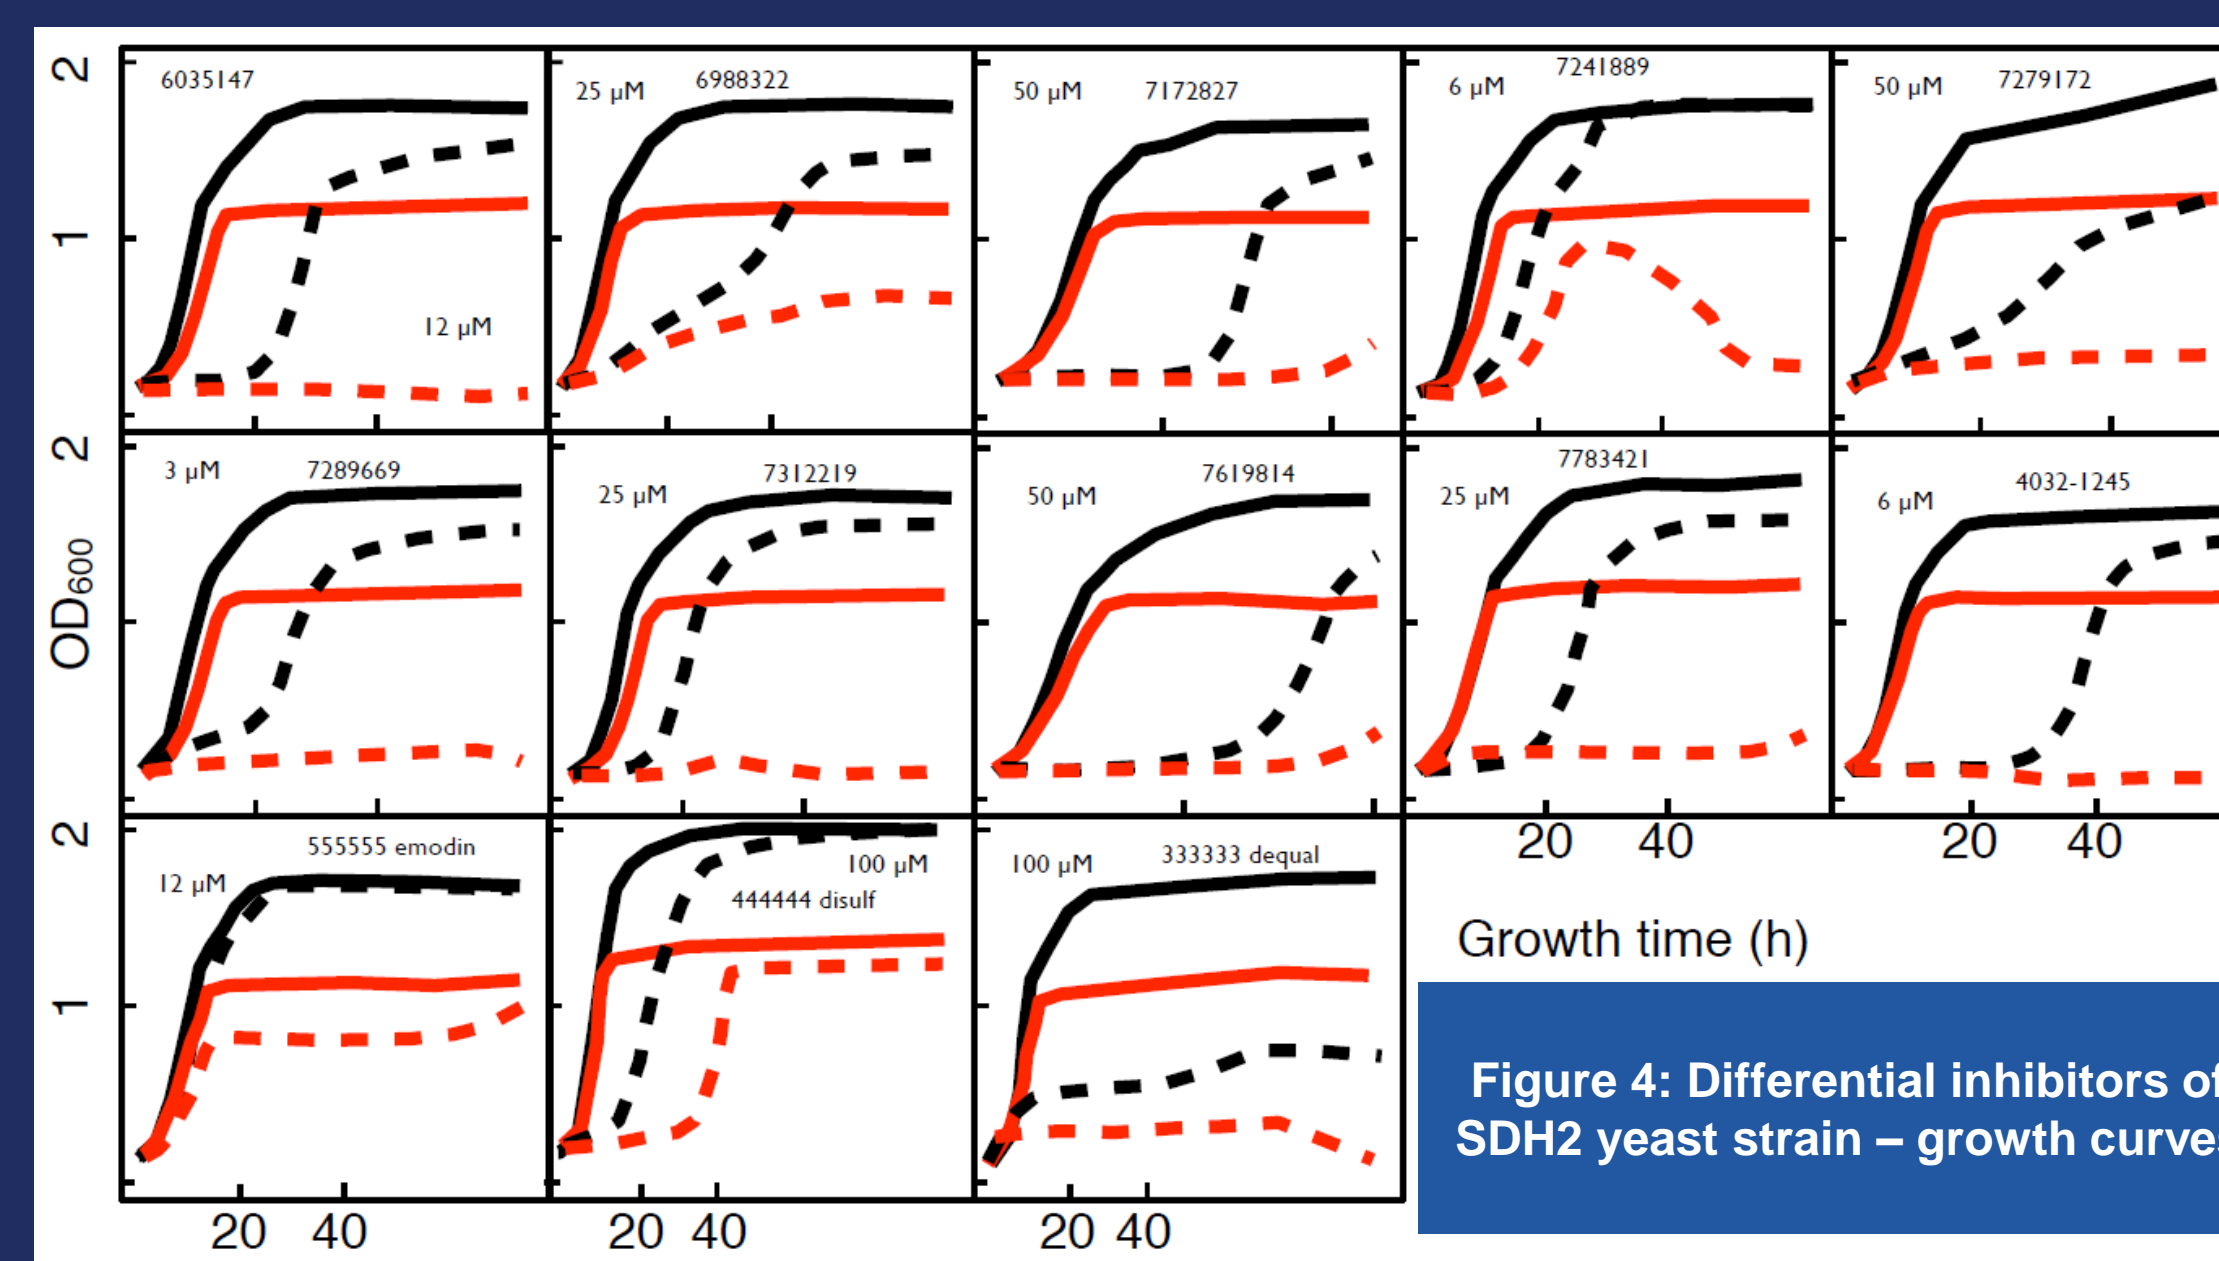 2
6035147
12 µM
25 µM
6988322
50 µM
7172827
6 µM
7241889
50 µM
7279172
1
2
3 µM
7289669
25 µM
7312219
50 µM
7619814
25 µM
7783421
6 µM
4032-1245
OD600
20 40
20 40
2
555555 emodin
12 µM
100 µM
444444 disulf
100 µM
333333 dequal
1
Growth time (h)
20 40
20 40
20 40
Figure 4: Differential inhibitors of
SDH2 yeast strain – growth curves